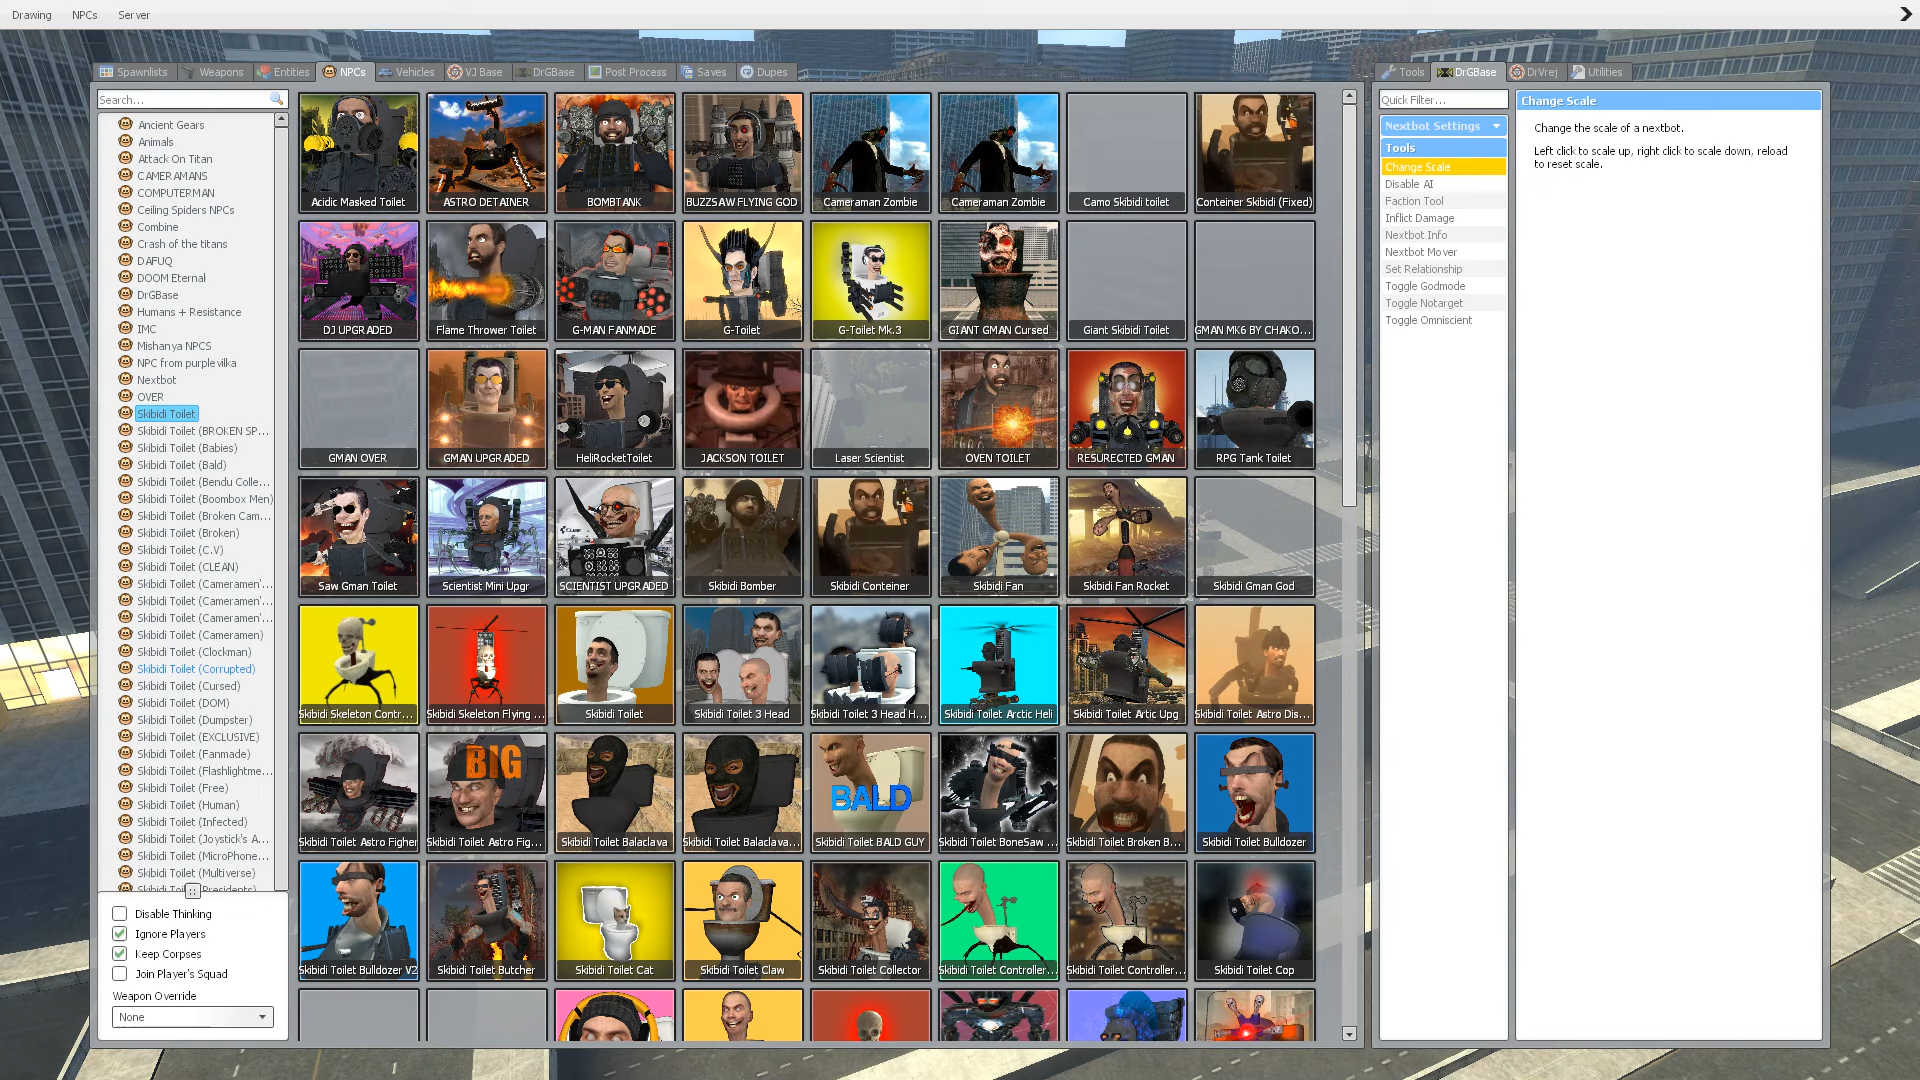 Drawing NPCs Server
Spawnlists Weapons Entities NPCs Vehicles VJ Base DrGBase Post Process Saves Dupes
Tools DrGBase DrVrej Utilities
Search...
Ancient Gears
Animals
Attack On Titan
CAMERAMANS
COMPUTERMAN
Ceiling Spiders NPCs
Combine
Crash of the titans
DAFUQ
DOOM Eternal
DrGBase
Humans + Resistance
IMC
Mishanya NPCS
NPC from purplevilka
Nextbot
OVER
Skibidi Toilet
Skibidi Toilet (BROKEN SP...
Skibidi Toilet (Babies)
Skibidi Toilet (Bald)
Skibidi Toilet (Bendu Colle...
Skibidi Toilet (Boombox Men)
Skibidi Toilet (Broken Cam...
Skibidi Toilet (Broken)
Skibidi Toilet (C.V)
Skibidi Toilet (CLEAN)
Skibidi Toilet (Cameramen'...
Skibidi Toilet (Cameramen'...
Skibidi Toilet (Cameramen'...
Skibidi Toilet (Cameramen)
Skibidi Toilet (Clockman)
Skibidi Toilet (Corrupted)
Skibidi Toilet (Cursed)
Skibidi Toilet (DOM)
Skibidi Toilet (Dumpster)
Skibidi Toilet (EXCLUSIVE)
Skibidi Toilet (Fanmade)
Skibidi Toilet (Flashlightme...
Skibidi Toilet (Free)
Skibidi Toilet (Human)
Skibidi Toilet (Infected)
Skibidi Toilet (Joystick's A...
Skibidi Toilet (MicroPhone...
Skibidi Toilet (Multiverse)
Skibidi Presidents)
Disable Thinking
Ignore Players
Keep Corpses
Join Player's Squad
Weapon Override
None
Acidic Masked Toilet ASTRO DETAINER BOMBTANK BUZZSAW FLYING GOD Cameraman Zombie Cameraman Zombie Camo Skibidi toilet Conteiner Skibidi (Fixed)
DJ UPGRADED Flame Thrower Toilet G-MAN FANMADE G-Toilet G-Toilet Mk.3 GIANT GMAN Cursed Giant Skibidi Toilet GMAN MK6 BY CHAKO...
GMAN OVER GMAN UPGRADED HeliRocketToilet JACKSON TOILET Laser Scientist OVEN TOILET RESURECTED GMAN RPG Tank Toilet
Saw Gman Toilet Scientist Mini Upgr SCIENTIST UPGRADED Skibidi Bomber Skibidi Conteiner Skibidi Fan Skibidi Fan Rocket Skibidi Gman God
Skibidi Skeleton Contr... Skibidi Skeleton Flying ... Skibidi Toilet Skibidi Toilet 3 Head Skibidi Toilet 3 Head H... Skibidi Toilet Arctic Heli Skibidi Toilet Artic Upg Skibidi Toilet Astro Dis...
BIG
BALD
Skibidi Toilet Astro Figher Skibidi Toilet Astro Fig... Skibidi Toilet Balaclava Skibidi Toilet Balaclava... Skibidi Toilet BALD GUY Skibidi Toilet BoneSaw ... Skibidi Toilet Broken B... Skibidi Toilet Bulldozer
Skibidi Toilet Bulldozer V2 Skibidi Toilet Butcher Skibidi Toilet Cat Skibidi Toilet Claw Skibidi Toilet Collector Skibidi Toilet Controller... Skibidi Toilet Controller... Skibidi Toilet Cop
Quick Filter...
Nextbot Settings
Tools
Change Scale
Disable AI
Faction Tool
Inflict Damage
Nextbot Info
Nextbot Mover
Set Relationship
Toggle Godmode
Toggle Notarget
Toggle Omniscient
Change Scale
Change the scale of a nextbot.
Left click to scale up, right click to scale down, reload
to reset scale.